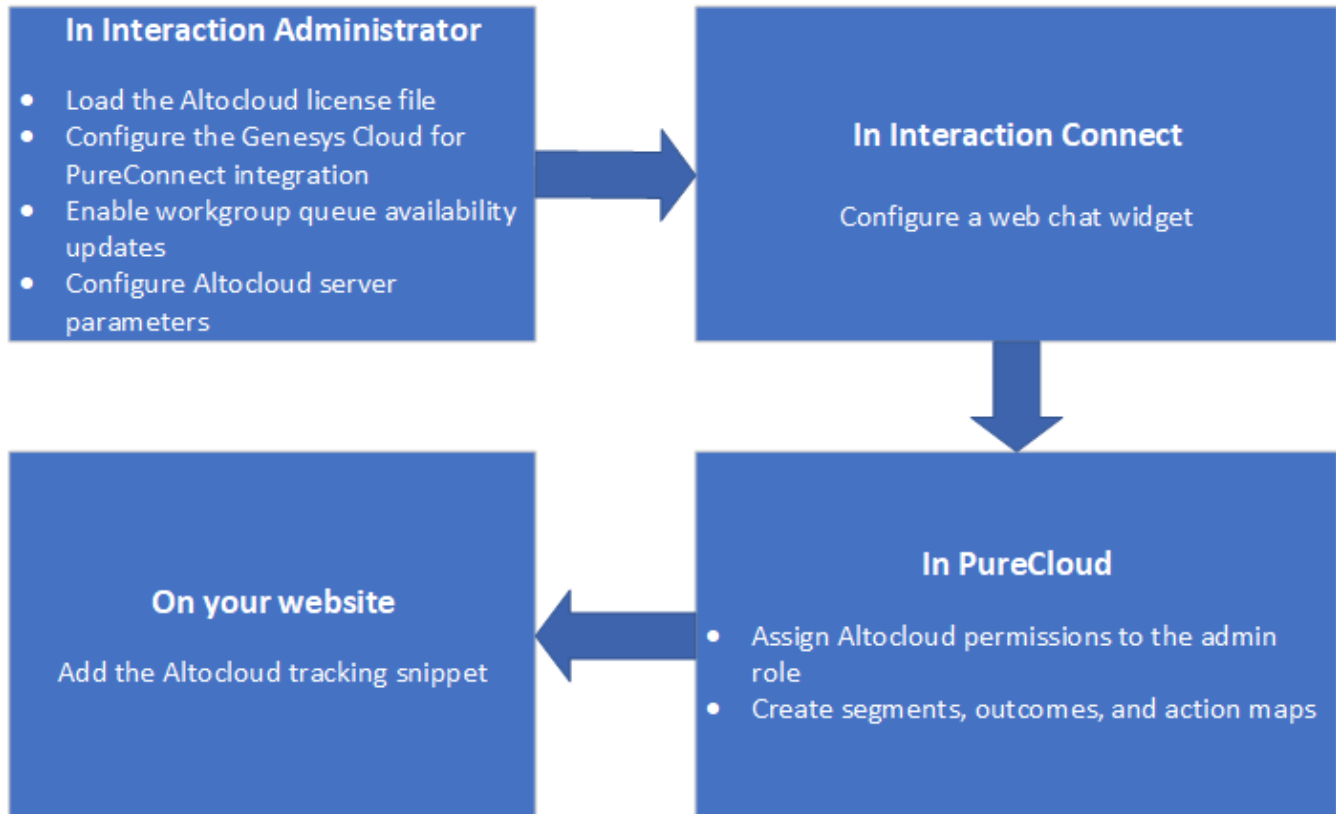 In Interaction Administrator
• Load the Altocloud license file
• Configure the Genesys Cloud for
PureConnect integration
• Enable workgroup queue availability
updates
• Configure Altocloud server
parameters
In Interaction Connect
Configure a web chat widget
In PureCloud
• Assign Altocloud permissions to the admin
role
• Create segments, outcomes, and action maps
On your website
Add the Altocloud tracking snippet